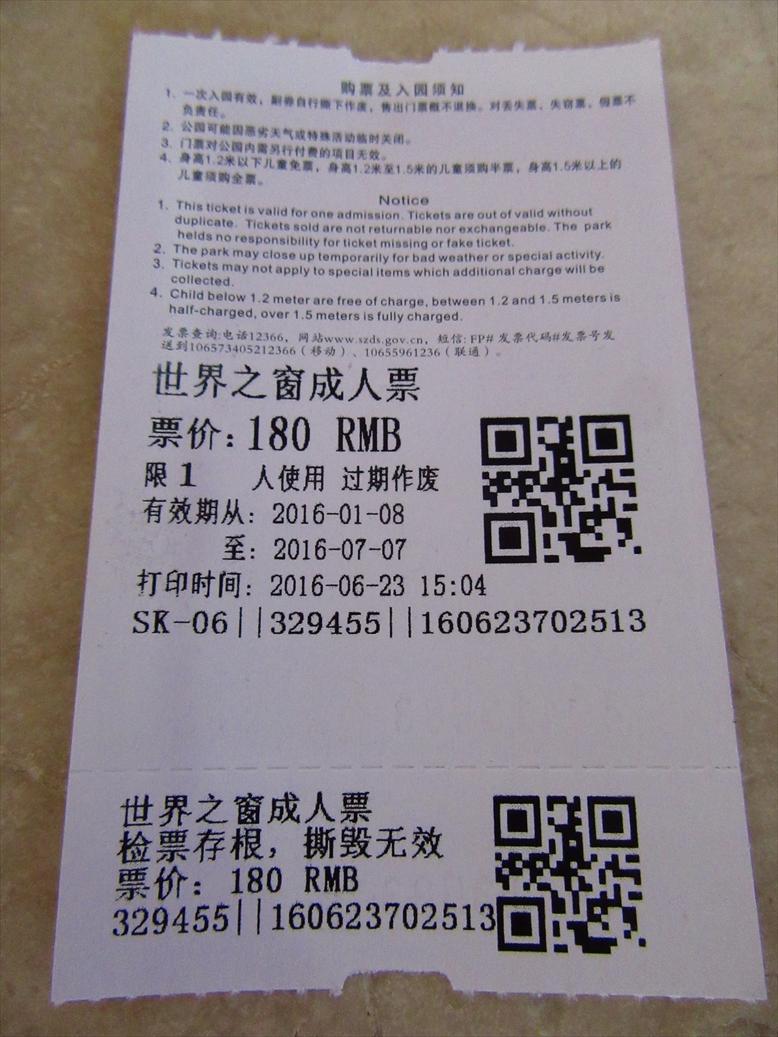 购票及入园须知
1. 一次入园有效，副券自行撕下作废，售出门票概不退换。对丢失票、失窃票、假票不
负责任。
2. 公园可能因恶劣天气或特殊活动临时关闭。
3. 门票对公园内需另行付费的项目无效。
4. 身高1.2米以下儿童免票，身高1.2米至1.5米的儿童须购半票，身高1.5米以上的
儿童须购全票。
Notice
1. This ticket is valid for one admission. Tickets are out of valid without
duplicate. Tickets sold are not returnable nor exchangeable. The park
helds no responsibility for ticket missing or fake ticket.
2. The park may close up temporarily for bad weather or special activity.
3. Tickets may not apply to special items which additional charge will be
collected.
4. Child below 1.2 meter are free of charge, between 1.2 and 1.5 meters is
half-charged, over 1.5 meters is fully charged.
发票查询:电话12366，网站www.szds.gov.cn，短信: FP# 发票代码#发票号发
送到106573405212366（移动）、10655961236（联通）。
世界之窗成人票
票价: 180 RMB
限 1 人使用 过期作废
有效期从: 2016-01-08
至: 2016-07-07
打印时间: 2016-06-23 15:04
SK-06||329455||160623702513
世界之窗成人票
检票存根，撕毁无效
票价: 180 RMB
329455||160623702513